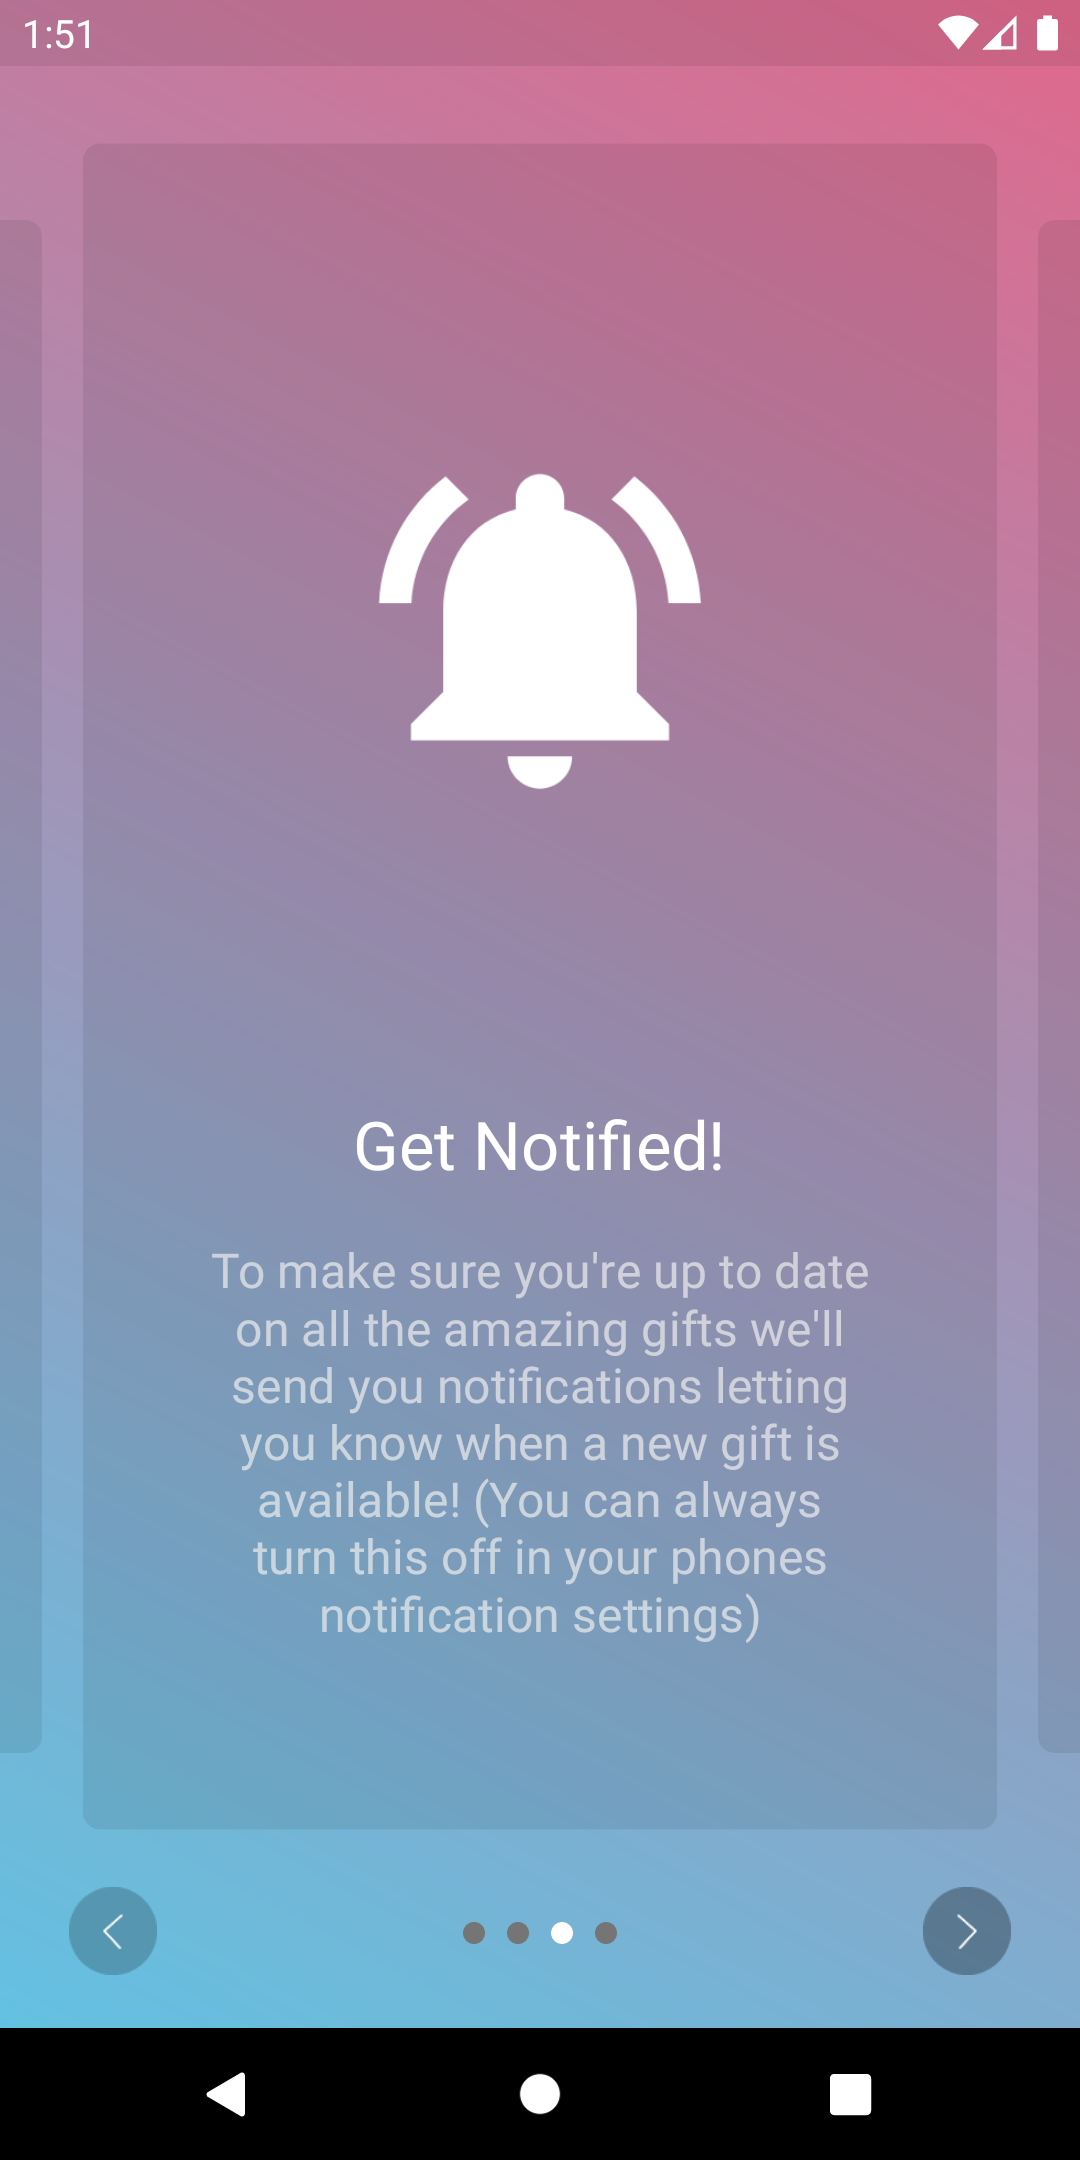 1:51
Get Notified!
To make sure you're up to date
on all the amazing gifts we'll
send you notifications letting
you know when a new gift is
available! (You can always
turn this off in your phones
notification settings)